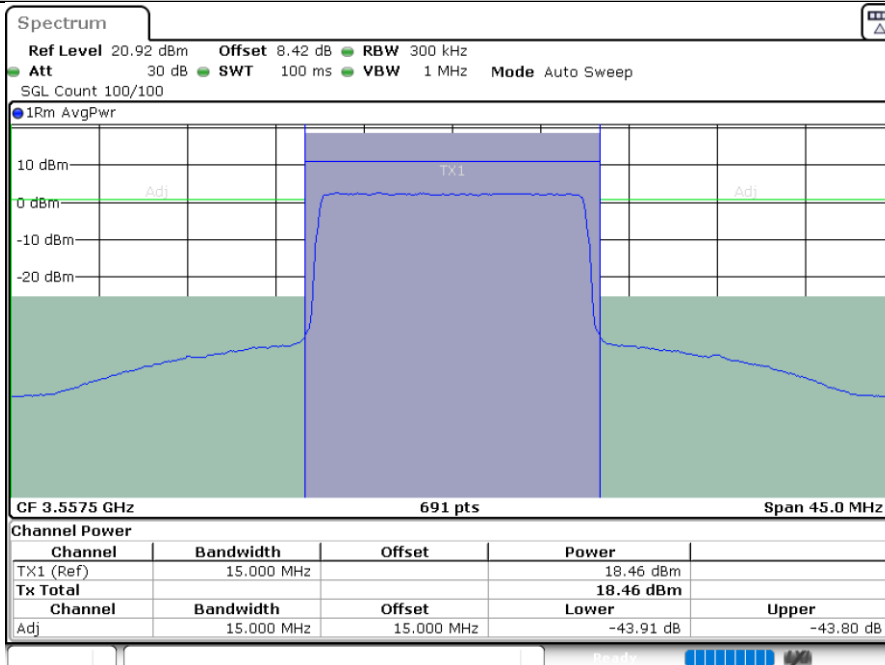 Spectrum
Ref Level 20.92 dBm Offset 8.42 dB RBW 300 kHz
Att 30 dB SWT 100 ms VBW 1 MHz Mode Auto Sweep
SGL Count 100/100
1Rm AvgPwr
10 dBm
TX1
Adj Adj
0 dBm
-10 dBm
-20 dBm
CF 3.5575 GHz 691 pts Span 45.0 MHz
Channel Power
Channel Bandwidth Offset Power
TX1 (Ref) 15.000 MHz 18.46 dBm
Tx Total 18.46 dBm
Channel Bandwidth Offset Lower Upper
Adj 15.000 MHz 15.000 MHz -43.91 dB -43.80 dB
Ready